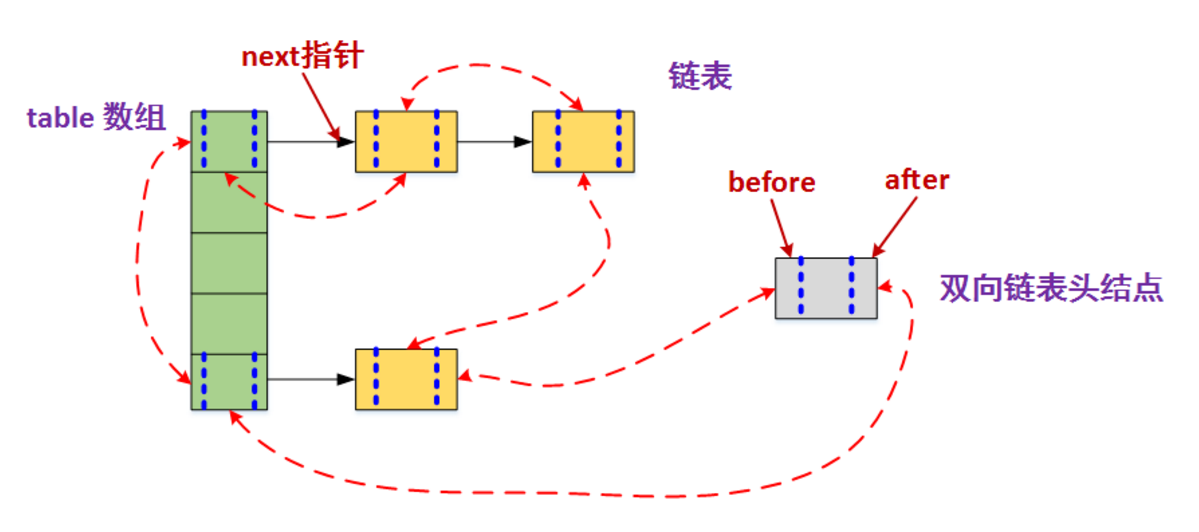 next指针
链表
table 数组
before
after
双向链表头结点